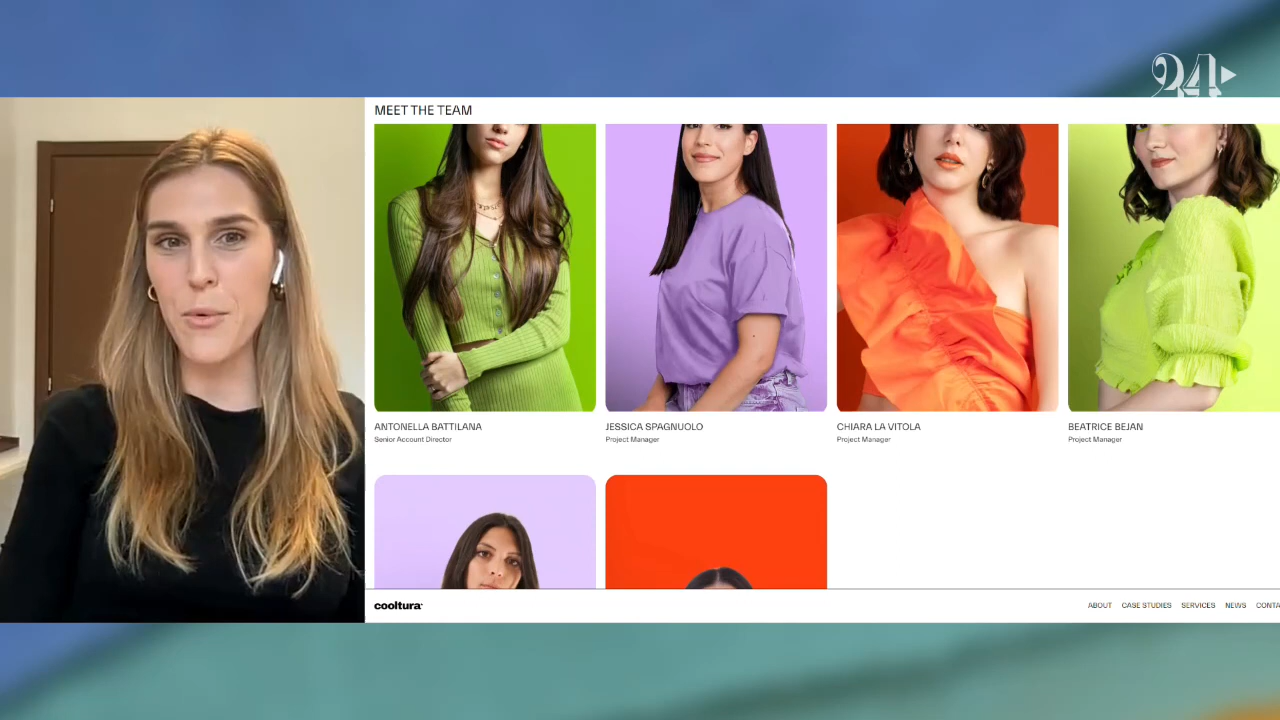 24
MEET THE TEAM
ANTONELLA BATTILANA
Senior Account Director
JESSICA SPAGNUOLO
Project Manager
CHIARA LA VITOLA
Project Manager
BEATRICE BEJAN
Project Manager
cooltura
ABOUT CASE STUDIES SERVICES NEWS CONTA